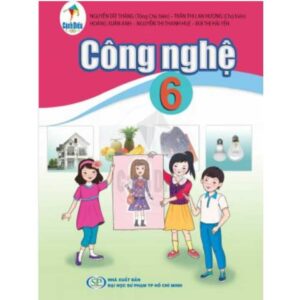 Cánh Diều
NGUYỄN TẤT THẮNG (Tổng Chủ biên) - TRẦN THỊ LAN HƯƠNG (Chủ biên)
HOÀNG XUÂN ANH - NGUYỄN THỊ THANH HUỆ - BÙI THỊ HẢI YẾN
Công nghệ
6
NHÀ XUẤT BẢN
ĐẠI HỌC SƯ PHẠM TP HỒ CHÍ MINH